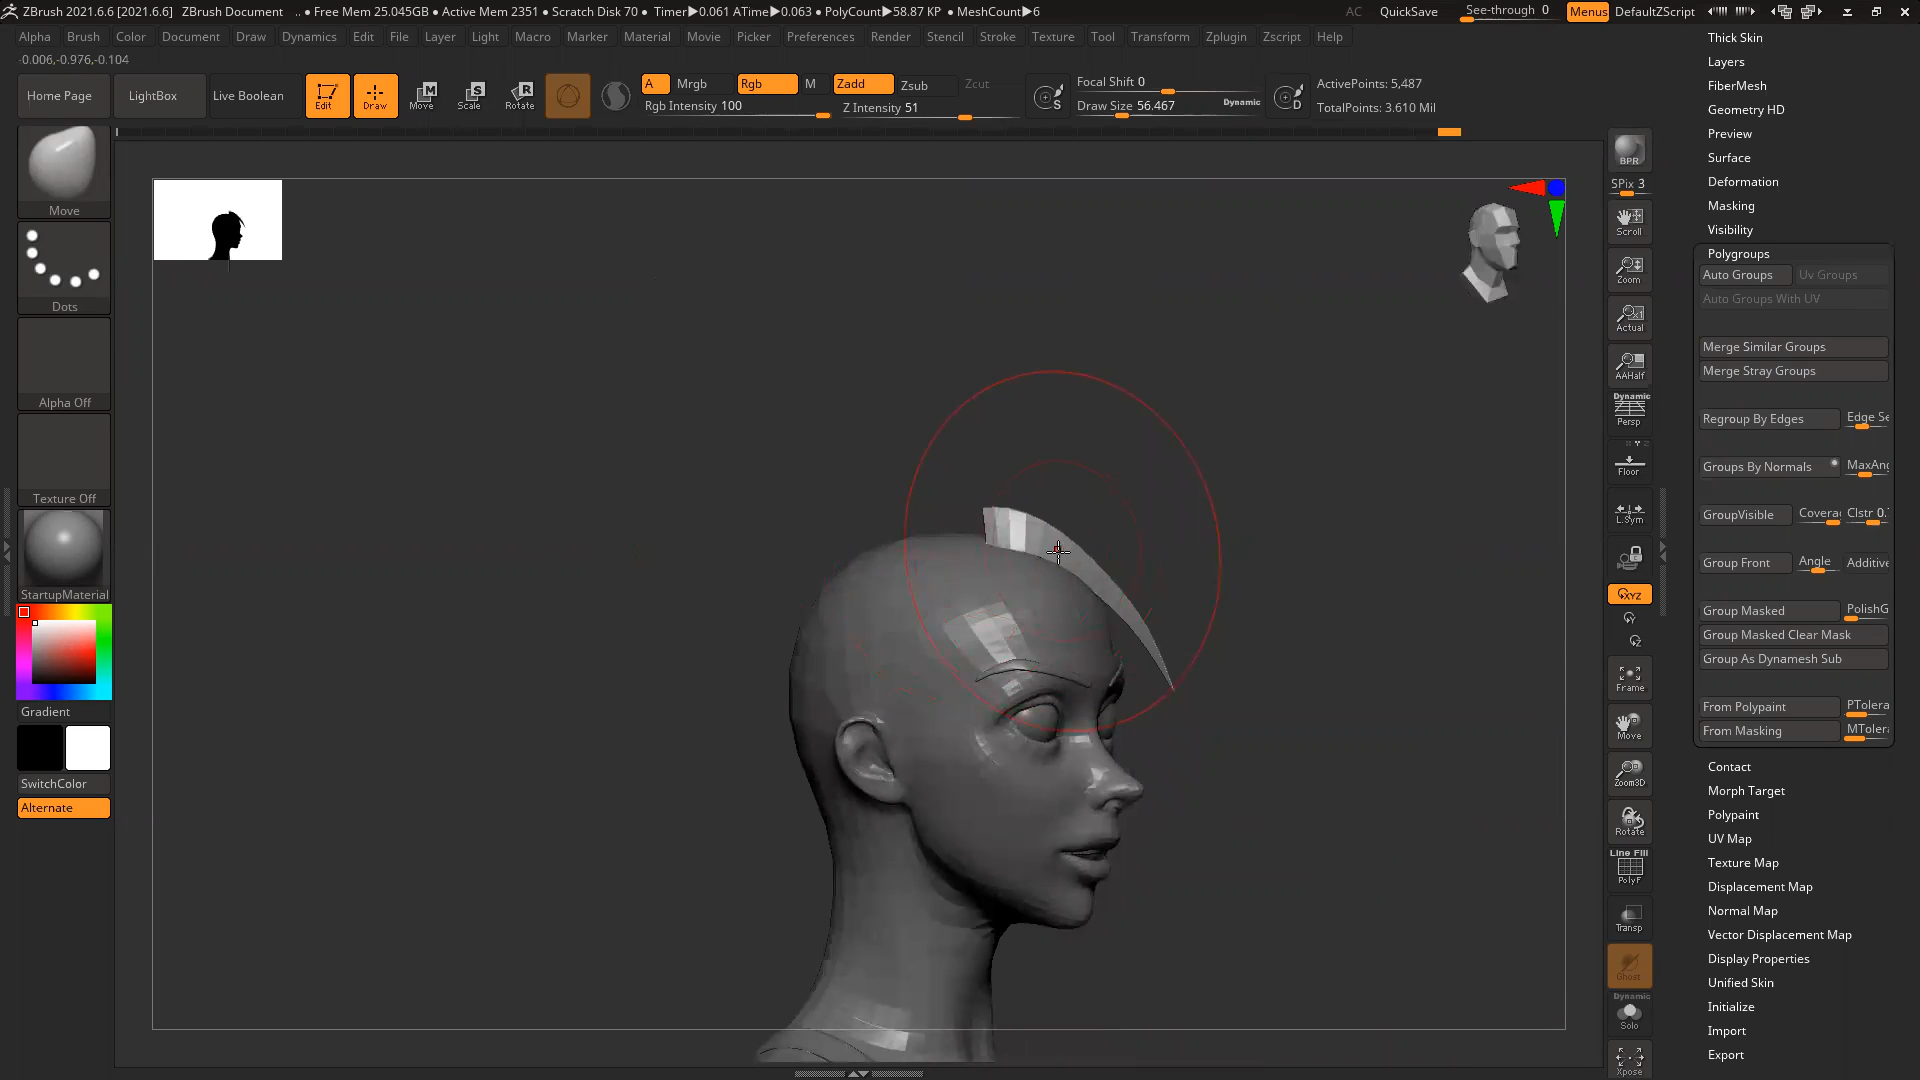 ZBrush 2021.6.6 [2021.6.6] ZBrush Document .. ● Free Mem 25.045GB ● Active Mem 2351 ● Scratch Disk 70 ● Timer▶0.061 ATime▶0.063 ● PolyCount▶58.87 KP ● MeshCount▶6 AC QuickSave See-through 0 Menus DefaultZScript
Alpha Brush Color Document Draw Dynamics Edit File Layer Light Macro Marker Material Movie Picker Preferences Render Stencil Stroke Texture Tool Transform Zplugin Zscript Help
-0.006,-0.976,-0.104
Home Page LightBox Live Boolean Edit Draw Move Scale Rotate
A Mrgb Rgb M Zadd Zsub Zcut
Rgb Intensity 100 Z Intensity 51
S
Focal Shift 0
Draw Size 56.467 Dynamic
D
ActivePoints: 5,487
TotalPoints: 3.610 Mil
Move
Dots
Alpha Off
Texture Off
StartupMaterial
Gradient
SwitchColor
Alternate
BPR
SPix 3
Scroll
Zoom
Actual
AAHalf
Dynamic
Persp
Floor
L.Sym
XYZ
Y
Z
Frame
Move
Zoom3D
Rotate
Line Fill
PolyF
Transp
Ghost
Dynamic
Solo
Xpose
Thick Skin
Layers
FiberMesh
Geometry HD
Preview
Surface
Deformation
Masking
Visibility
Polygroups
Auto Groups Uv Groups
Auto Groups With UV
Merge Similar Groups
Merge Stray Groups
Regroup By Edges Edge Se
Groups By Normals MaxAng
GroupVisible Covera Clstr 0.
Group Front Angle Additive
Group Masked PolishG
Group Masked Clear Mask
Group As Dynamesh Sub
From Polypaint PTolera
From Masking MTolera
Contact
Morph Target
Polypaint
UV Map
Texture Map
Displacement Map
Normal Map
Vector Displacement Map
Display Properties
Unified Skin
Initialize
Import
Export